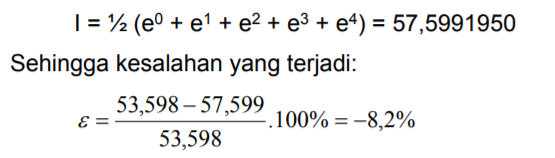 I = ½ (e⁰ + e¹ + e² + e³ + e⁴) = 57,5991950
Sehingga kesalahan yang terjadi:
ε = (53,598 – 57,599) / 53,598 .100% = –8,2%